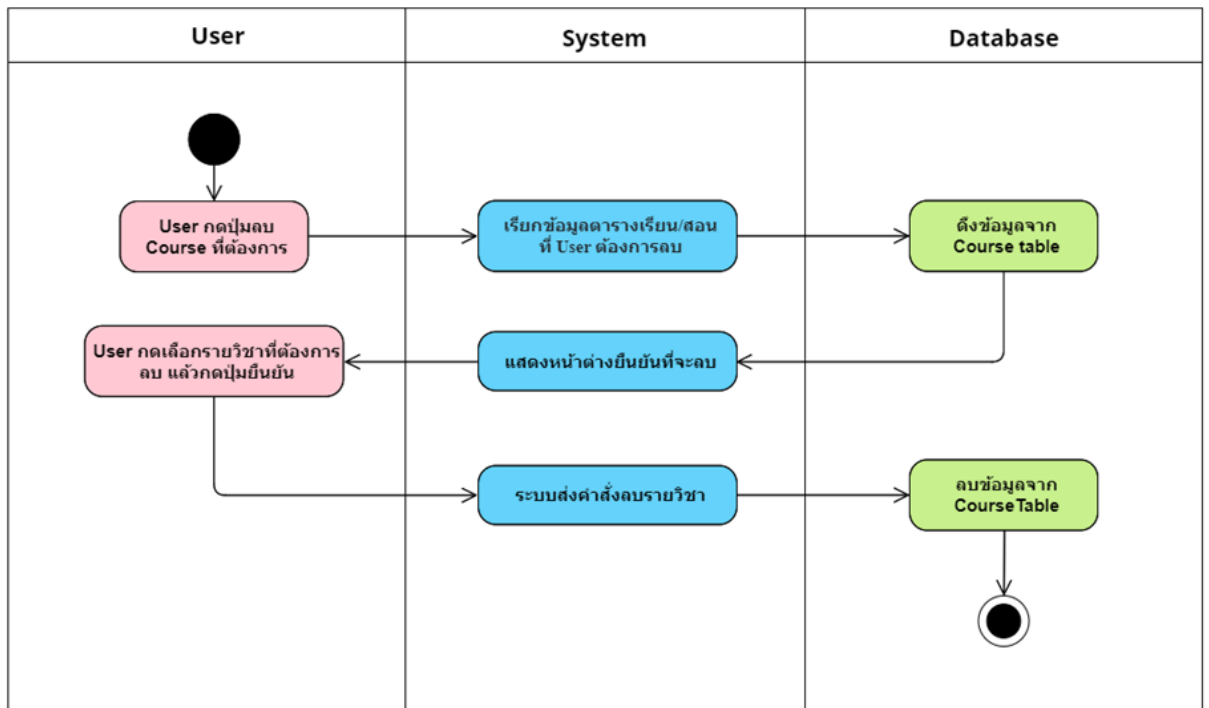 User
System
Database
User กดปุ่มลบ
Course ที่ต้องการ
เรียกข้อมูลตารางเรียน/สอน
ที่ User ต้องการลบ
ดึงข้อมูลจาก
Course table
User กดเลือกรายวิชาที่ต้องการ
ลบ แล้วกดปุ่มยืนยัน
แสดงหน้าต่างยืนยันที่จะลบ
ระบบส่งคำสั่งลบรายวิชา
ลบข้อมูลจาก
CourseTable